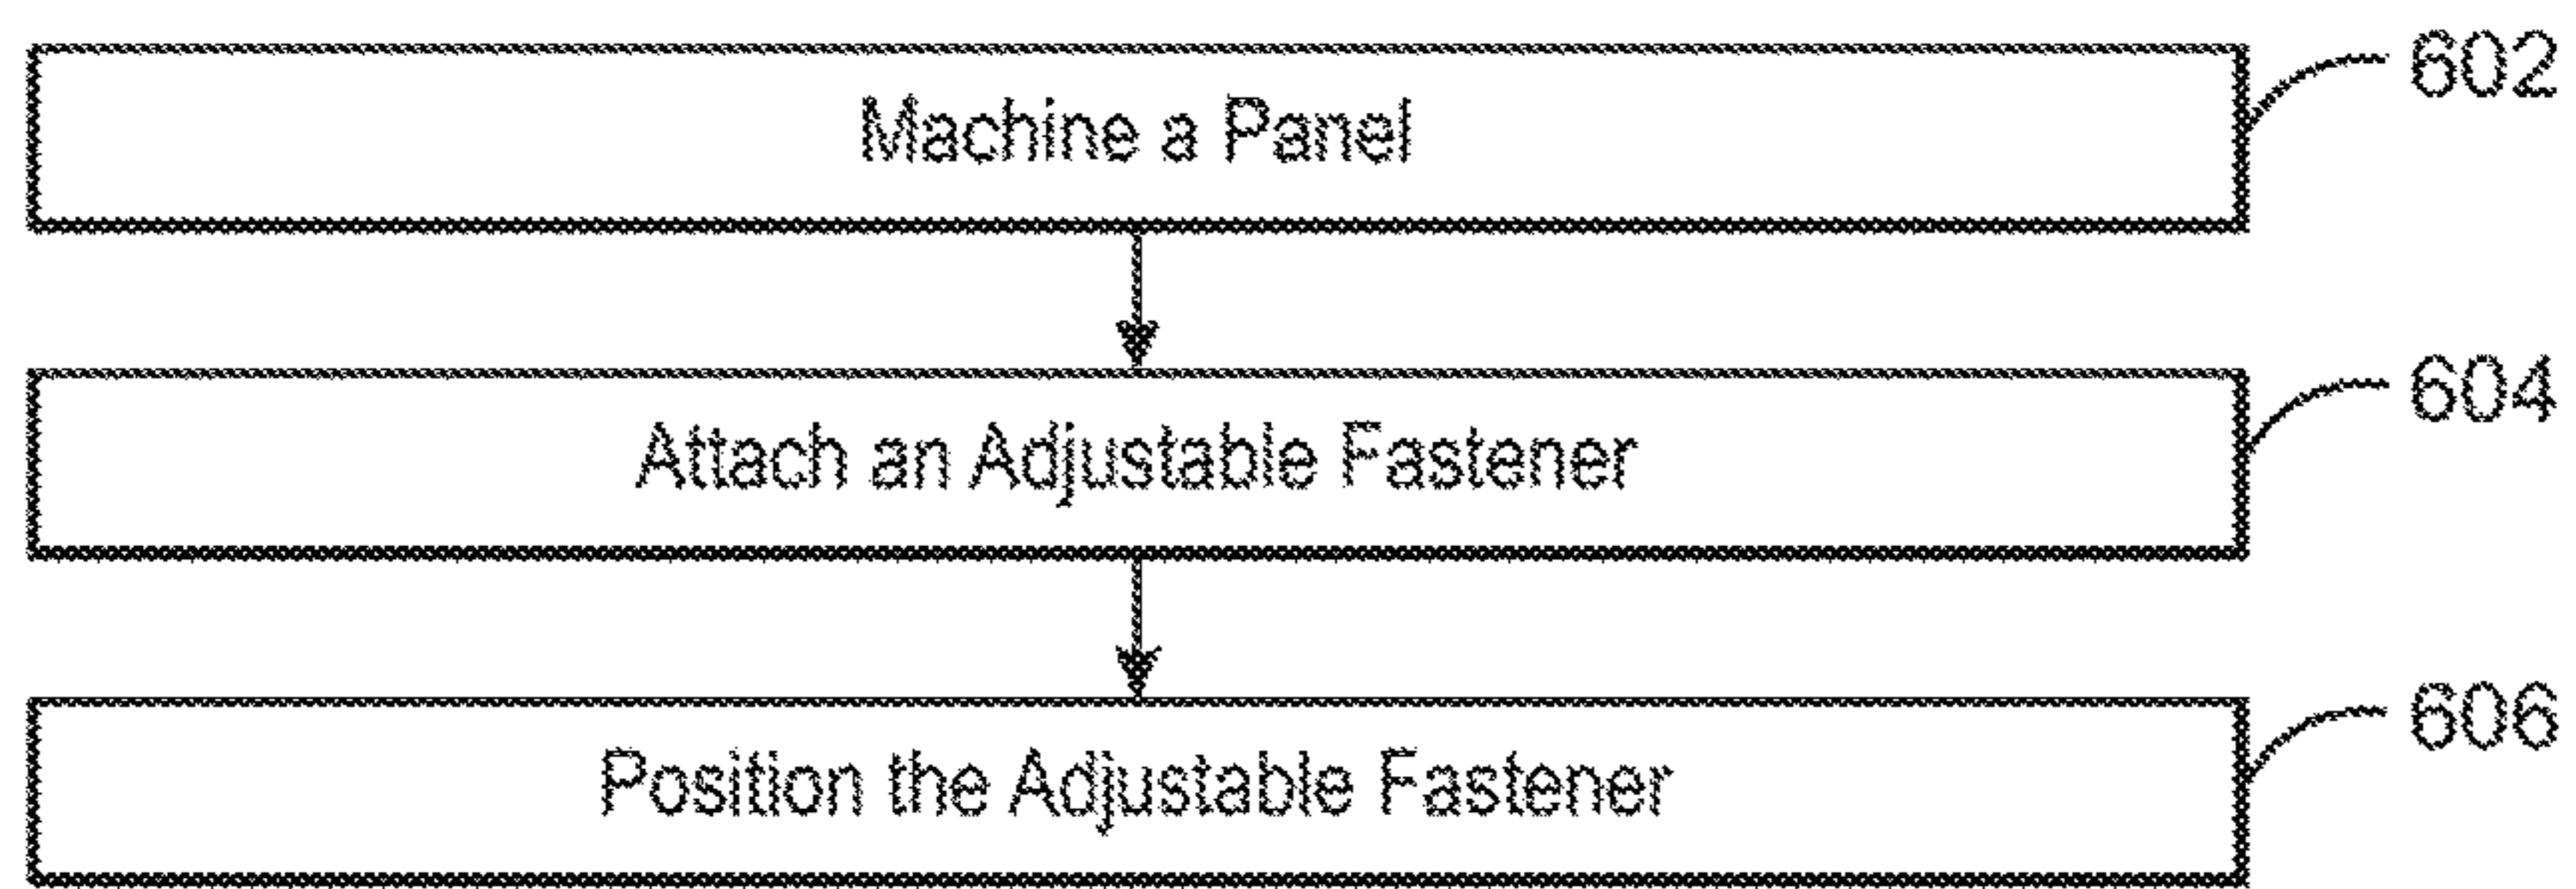 Machine a Panel
602
Attach an Adjustable Fastener
604
Position the Adjustable Fastener
606